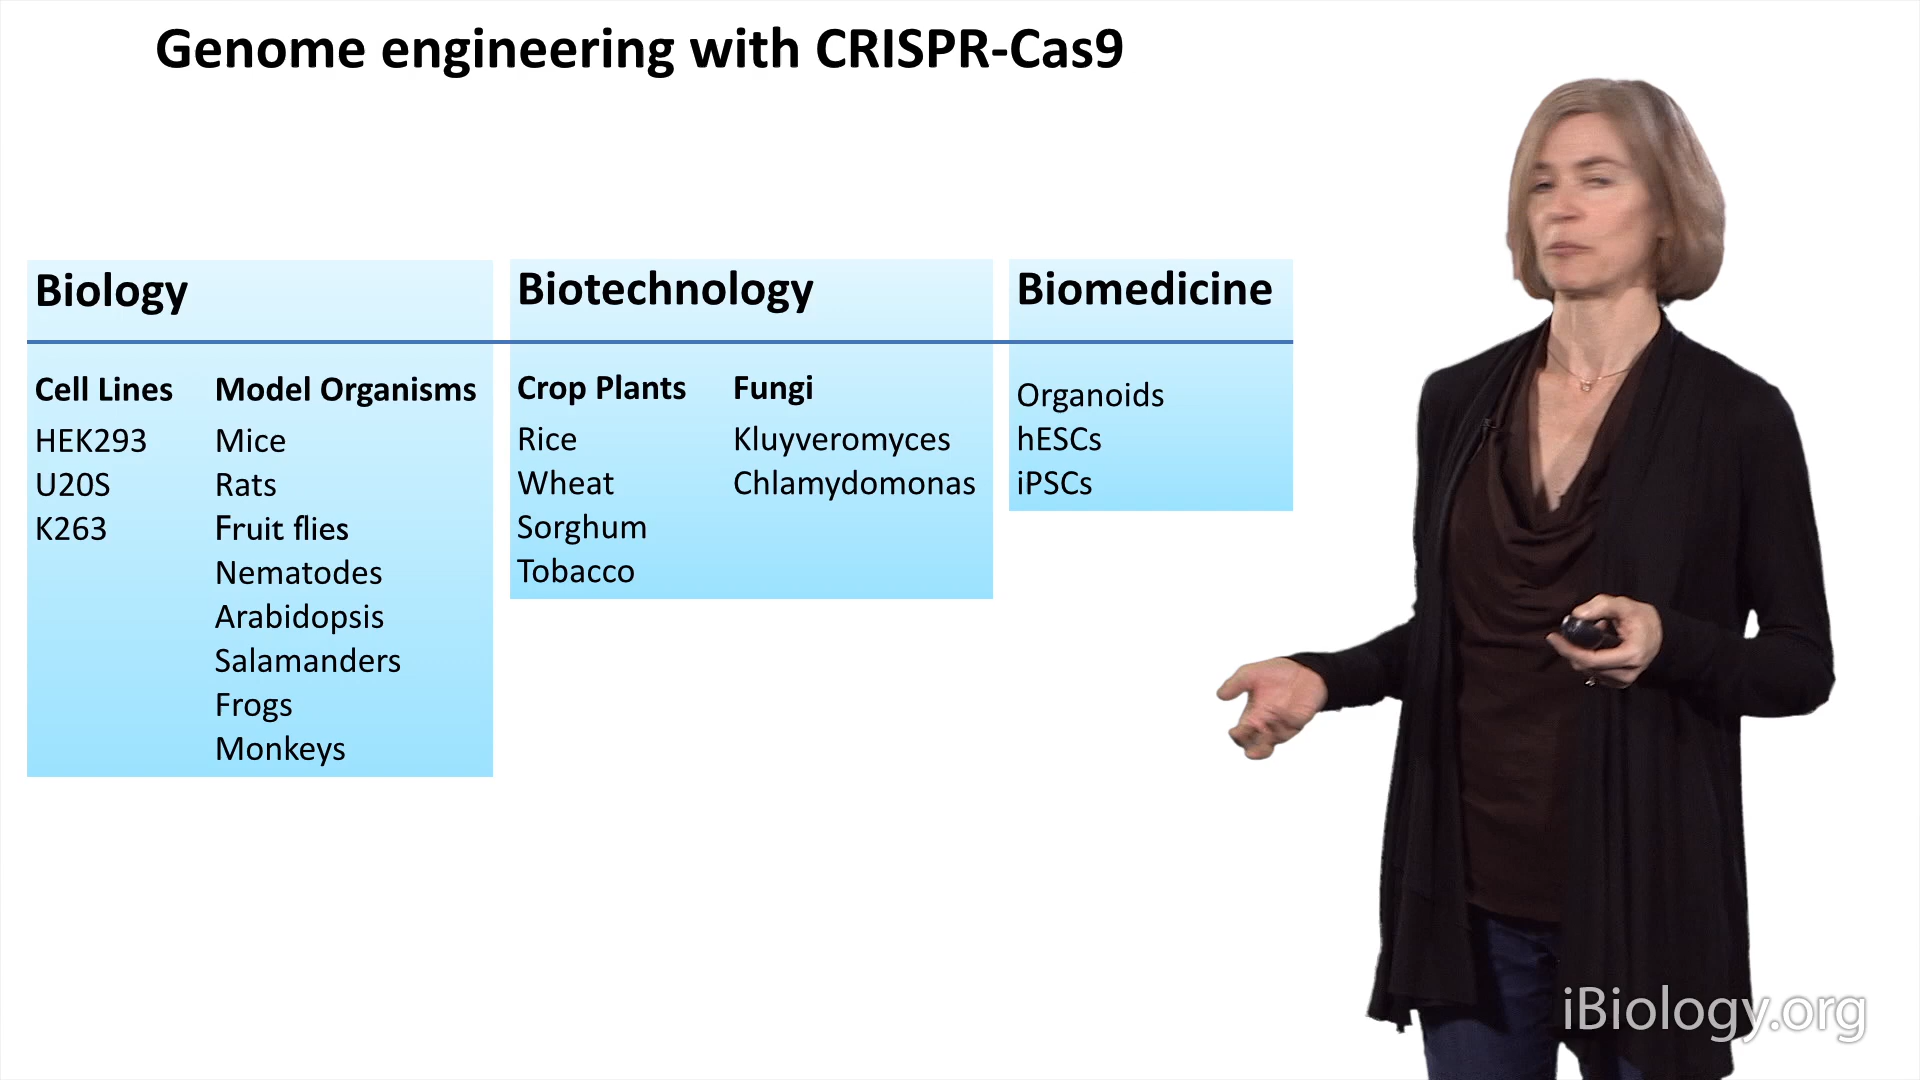 Genome engineering with CRISPR-Cas9
Biology
Cell Lines
HEK293
U20S
K263
Model Organisms
Mice
Rats
Fruit flies
Nematodes
Arabidopsis
Salamanders
Frogs
Monkeys
Biotechnology
Crop Plants
Rice
Wheat
Sorghum
Tobacco
Fungi
Kluyveromyces
Chlamydomonas
Biomedicine
Organoids
hESCs
iPSCs
iBiology.org